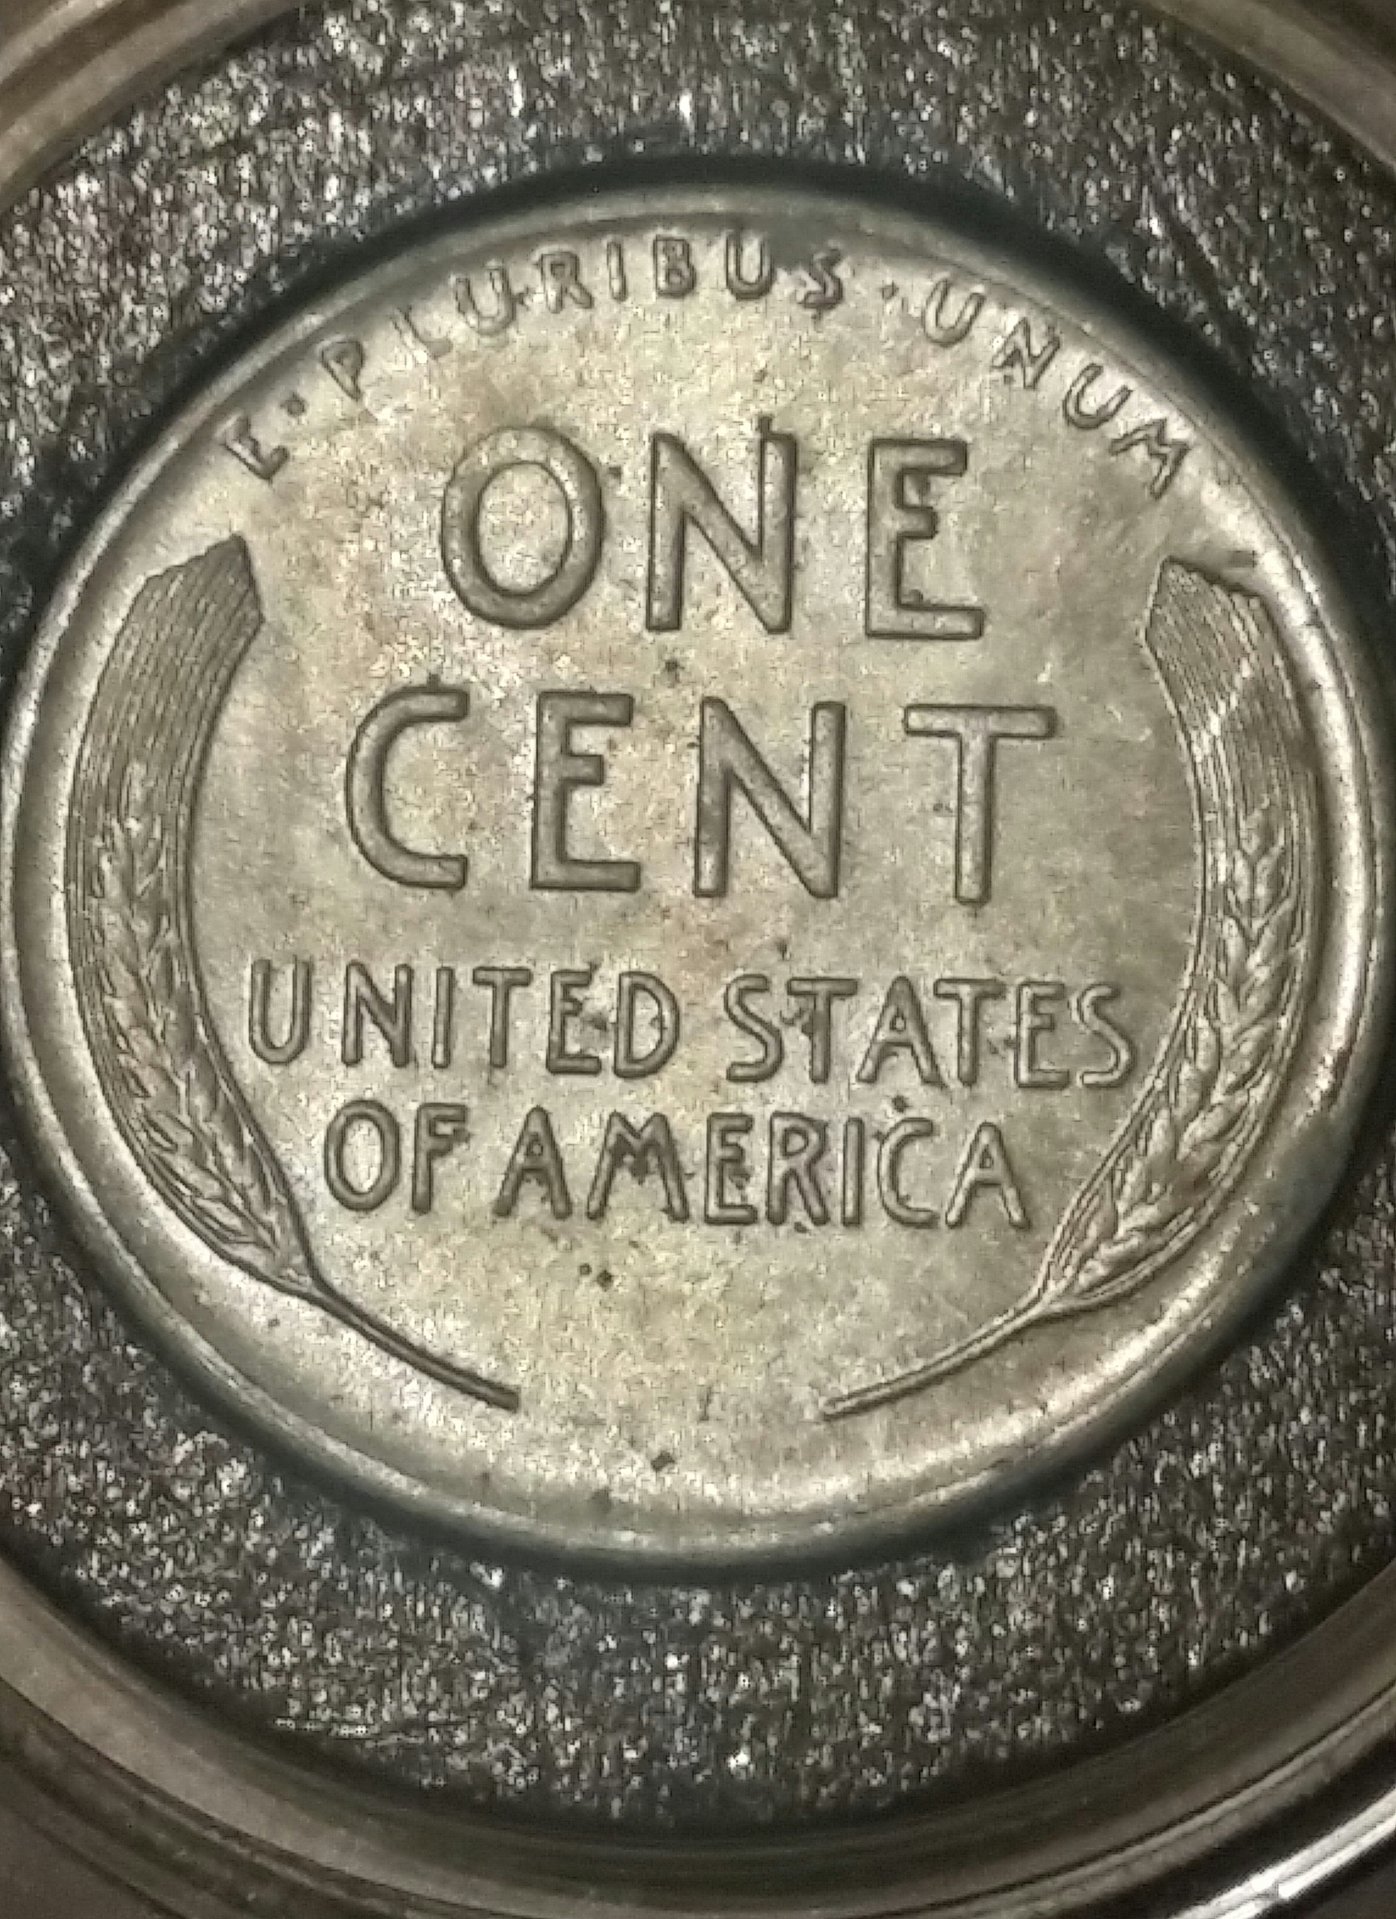 E·PLURIBUS·UNUM
ONE
CENT
UNITED STATES
OF AMERICA